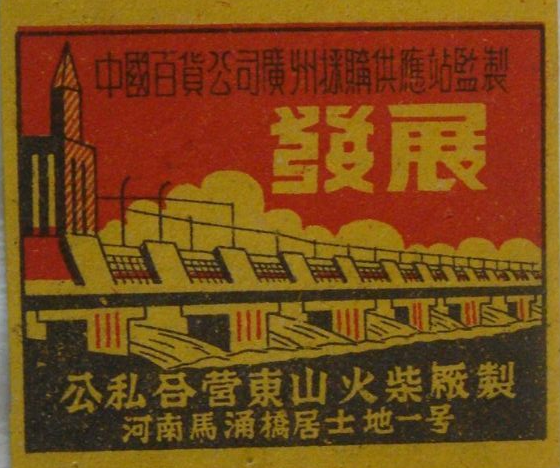 中國百貨公司廣州採購供應站監製
發展
公私合營東山火柴厰製
河南馬涌橋居士地一号